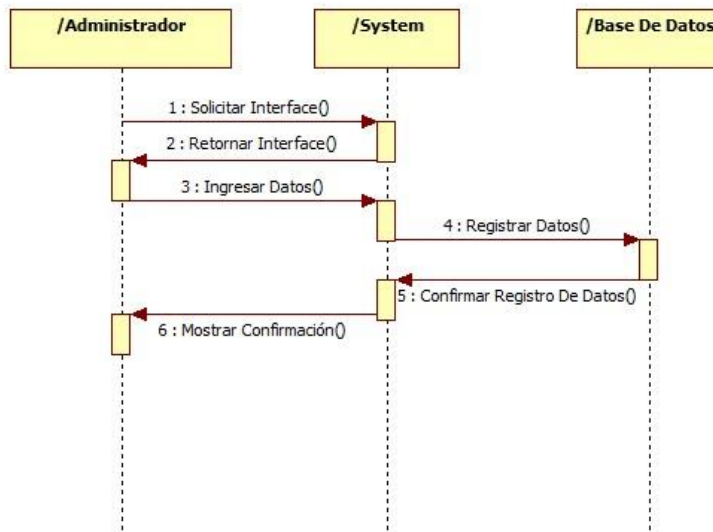 /Administrador
/System
/Base De Datos
1 : Solicitar Interface()
2 : Retornar Interface()
3 : Ingresar Datos()
4 : Registrar Datos()
5 : Confirmar Registro De Datos()
6 : Mostrar Confirmación()